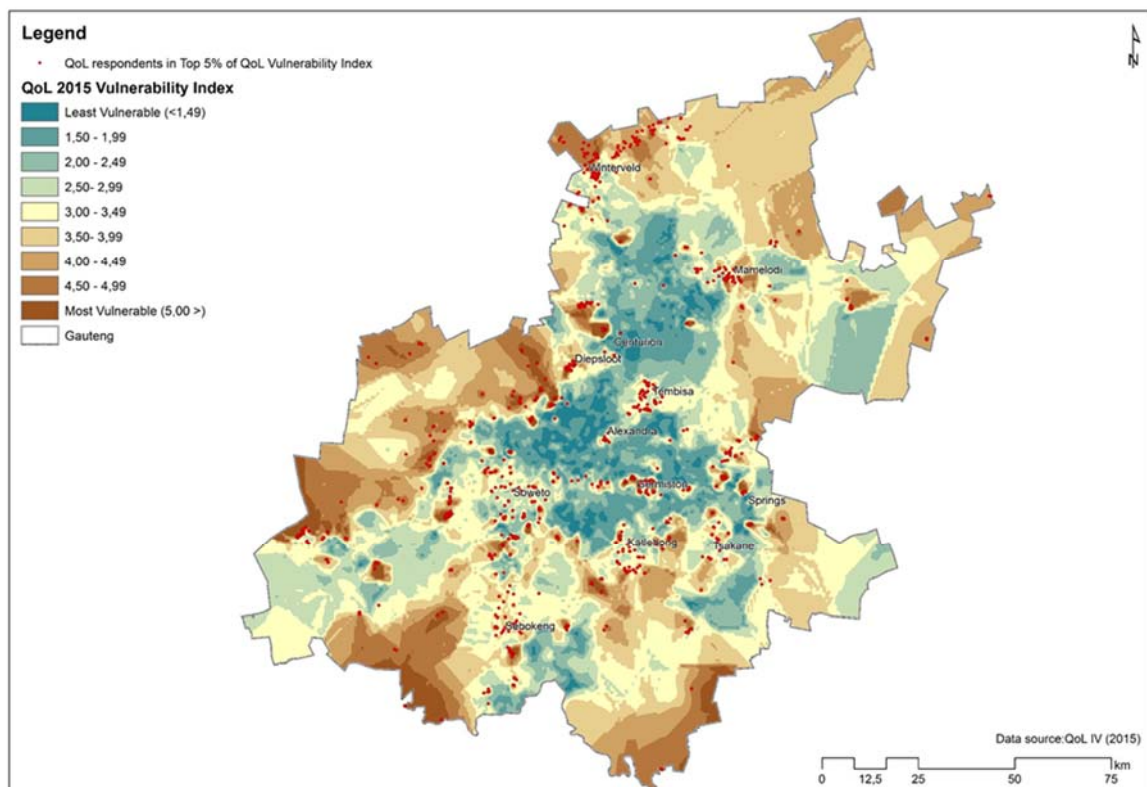 Legend
QoL respondents in Top 5% of QoL Vulnerability Index
QoL 2015 Vulnerability Index
Least Vulnerable (<1,49)
1,50 - 1,99
2,00 - 2,49
2,50- 2,99
3,00 - 3,49
3,50- 3,99
4,00 - 4,49
4,50 - 4,99
Most Vulnerable (5,00 >)
Gauteng
N
Winterveld
Mamelodi
Centurion
Diepsloot
Tembisa
Alexandra
Germiston
Soweto
Springs
Katlehong
Tsakane
Sebokeng
Data source:QoL IV (2015)
km
0 12,5 25 50 75